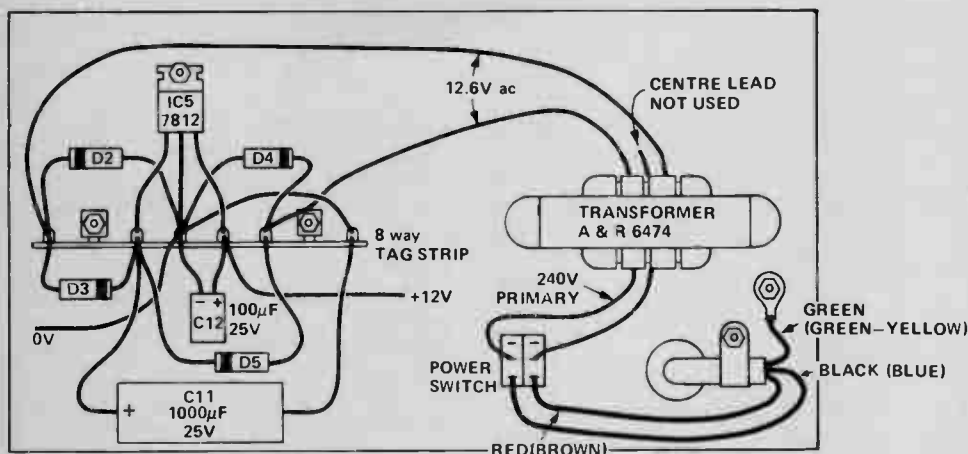 IC5
7812
D2
D4
12.6V ac
CENTRE LEAD
NOT USED
TRANSFORMER
A & R 6474
8 way
TAG STRIP
D3
- +
C12
100µF
25V
+12V
0V
D5
240V
PRIMARY
- -
POWER
SWITCH
GREEN
(GREEN-YELLOW)
BLACK (BLUE)
+
C11
1000µF
25V
RED(BROWN)